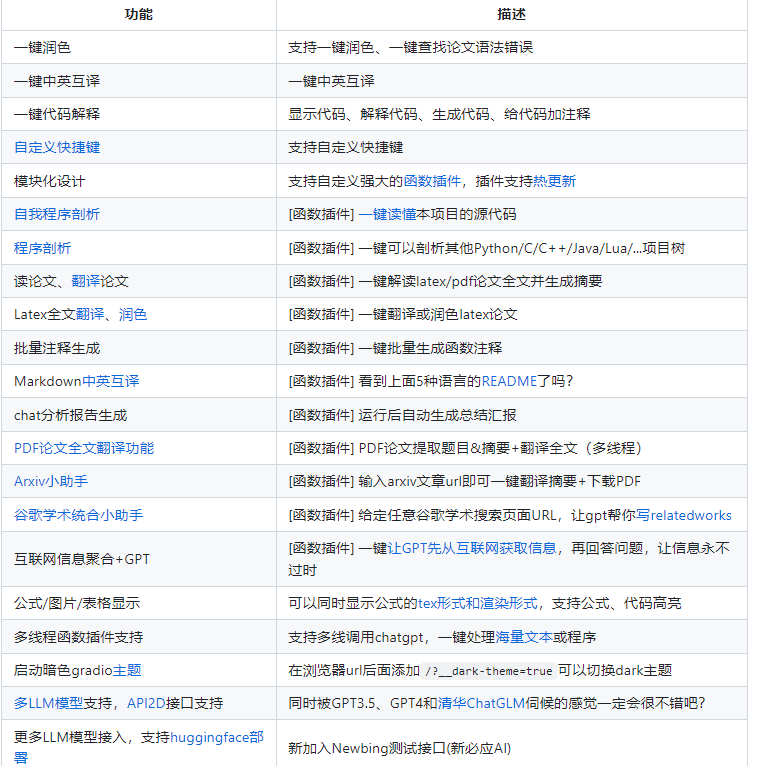 功能 描述
一键润色 支持一键润色、一键查找论文语法错误
一键中英互译 一键中英互译
一键代码解释 显示代码、解释代码、生成代码、给代码加注释
自定义快捷键 支持自定义快捷键
模块化设计 支持自定义强大的函数插件，插件支持热更新
自我程序剖析 [函数插件] 一键读懂本项目的源代码
程序剖析 [函数插件] 一键可以剖析其他Python/C/C++/Java/Lua/...项目树
读论文、翻译论文 [函数插件] 一键解读latex/pdf论文全文并生成摘要
Latex全文翻译、润色 [函数插件] 一键翻译或润色latex论文
批量注释生成 [函数插件] 一键批量生成函数注释
Markdown中英互译 [函数插件] 看到上面5种语言的README了吗？
chat分析报告生成 [函数插件] 运行后自动生成总结汇报
PDF论文全文翻译功能 [函数插件] PDF论文提取题目&摘要+翻译全文（多线程）
Arxiv小助手 [函数插件] 输入arxiv文章url即可一键翻译摘要+下载PDF
谷歌学术统合小助手 [函数插件] 给定任意谷歌学术搜索页面URL，让gpt帮你写relatedworks
互联网信息聚合+GPT [函数插件] 一键让GPT先从互联网获取信息，再回答问题，让信息永不
过时
公式/图片/表格显示 可以同时显示公式的tex形式和渲染形式，支持公式、代码高亮
多线程函数插件支持 支持多线调用chatgpt，一键处理海量文本或程序
启动暗色gradio主题 在浏览器url后面添加 /?__dark-theme=true 可以切换dark主题
多LLM模型支持，API2D接口支持 同时被GPT3.5、GPT4和清华ChatGLM伺候的感觉一定会很不错吧？
更多LLM模型接入，支持huggingface部
署 新加入Newbing测试接口(新必应AI)